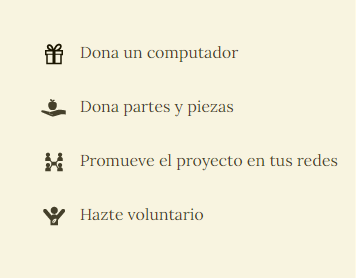 Dona un computador
Dona partes y piezas
Promueve el proyecto en tus redes
Hazte voluntario